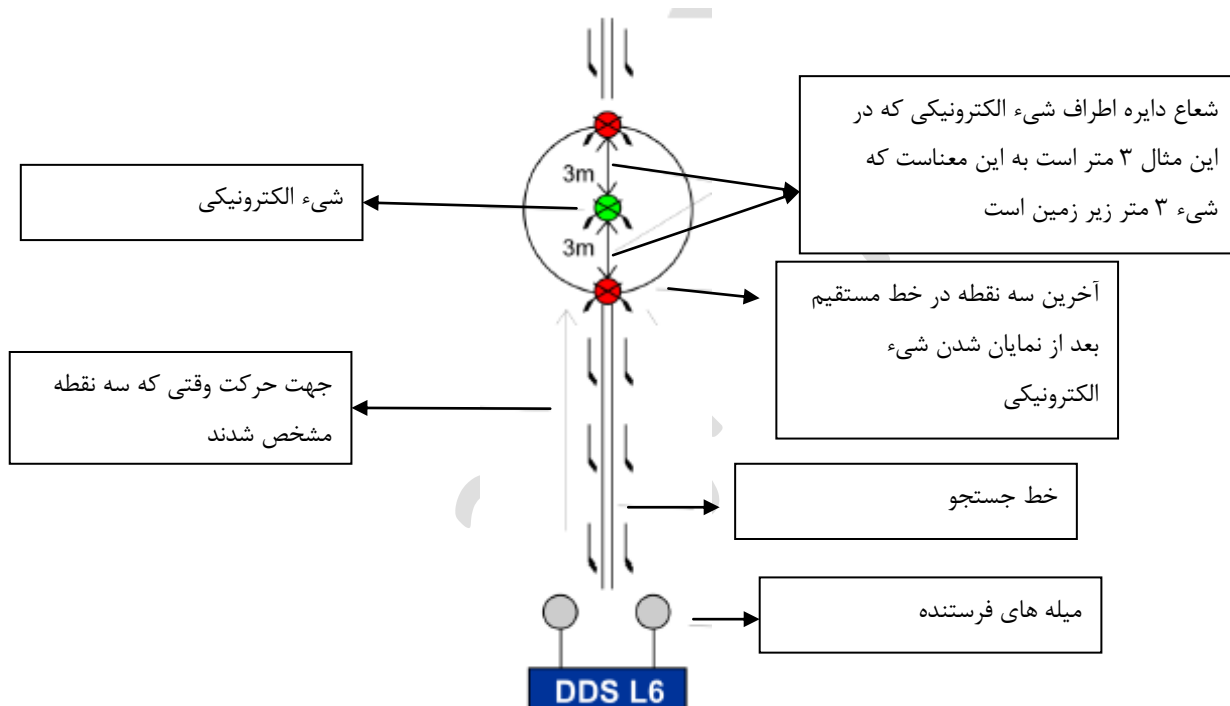 شعاع دایره اطراف شیء الکترونیکی که در
این مثال ۳ متر است به این معناست که
شیء ۳ متر زیر زمین است
3m
شیء الکترونیکی
3m
آخرین سه نقطه در خط مستقیم
بعد از نمایان شدن شیء
الکترونیکی
جهت حرکت وقتی که سه نقطه
مشخص شدند
خط جستجو
میله های فرستنده
DDS L6